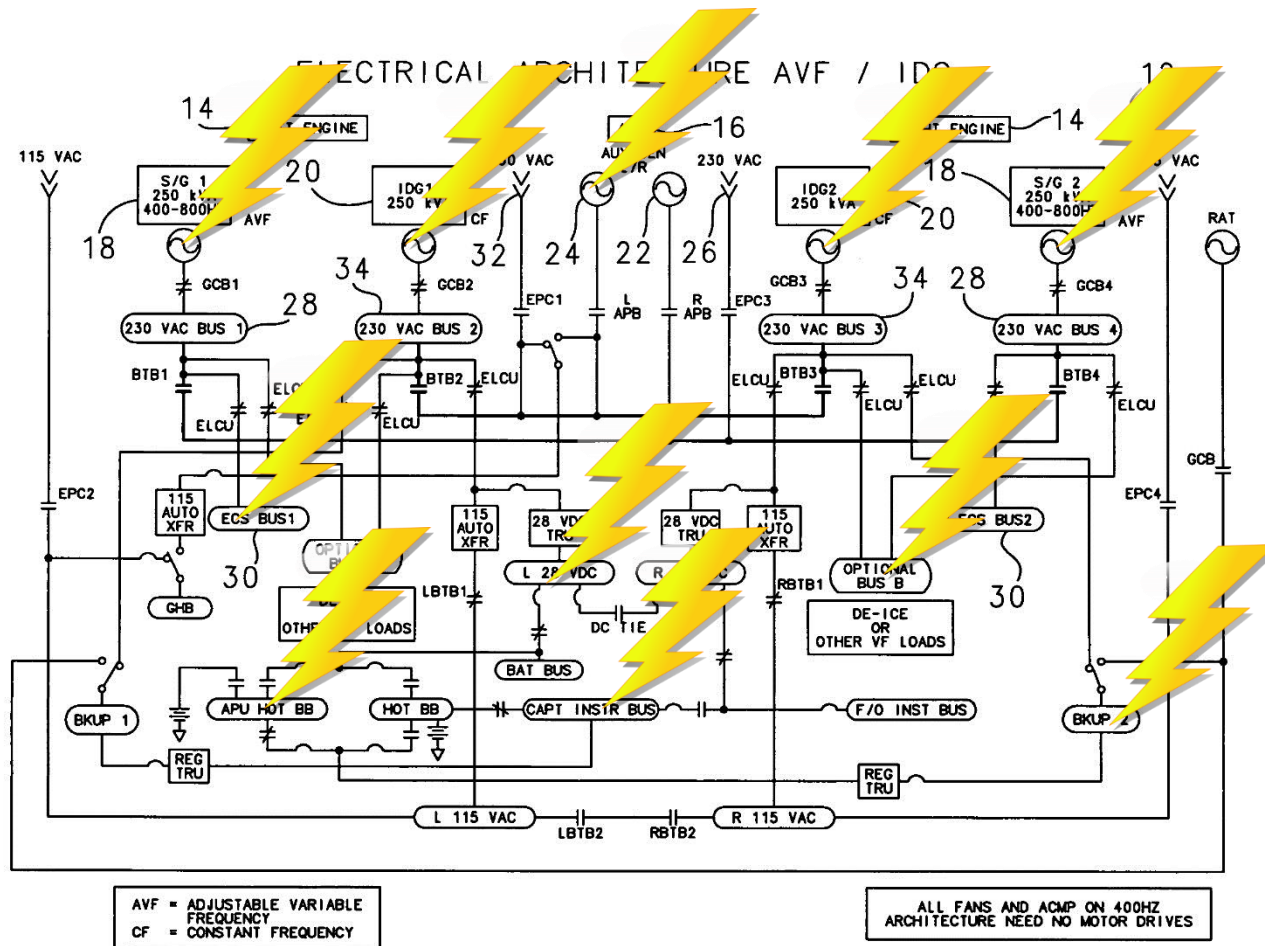 ELECTRICAL
AVF /
14
ENGINE
16
ENGINE
14
115 VAC
20
VAC
230 VAC
18
VAC
S/G 1
250
400-800
AVF
18
IDG1
250
CF
32
24
22
26
IDG2
250 kVA
CF
20
S/G 2
250
400-800
AVF
RAT
GCB1
34
GCB2
EPC1
L APB
R APB
EPC3
GCB3
34
GCB4
28
28
230 VAC BUS 1
230 VAC BUS 2
230 VAC BUS 3
230 VAC BUS 4
BTB1
ELCU
BTB2
ELCU
ELCU
BTB3
ELCU
BTB4
ELCU
ELCU
ELCU
ELCU
GCB
EPC2
115 AUTO XFR
ECS BUS1
30
115 AUTO XFR
28 VDC
TRU
28 VDC
TRU
115 AUTO XFR
BUS2
30
EPC4
GHB
LBTB1
L 28 VDC
R
RBTB1
DC TIE
OPTIONAL BUS B
OTHER
LOADS
DE-ICE
OR
OTHER VF LOADS
BAT BUS
BKUP 1
APU HOT BB
HOT BB
CAPT INSTR BUS
F/O INST BUS
BKUP
REG TRU
REG TRU
L 115 VAC
LBTB2
RBTB2
R 115 VAC
AVF = ADJUSTABLE VARIABLE
FREQUENCY
CF = CONSTANT FREQUENCY
ALL FANS AND ACMP ON 400HZ
ARCHITECTURE NEED NO MOTOR DRIVES